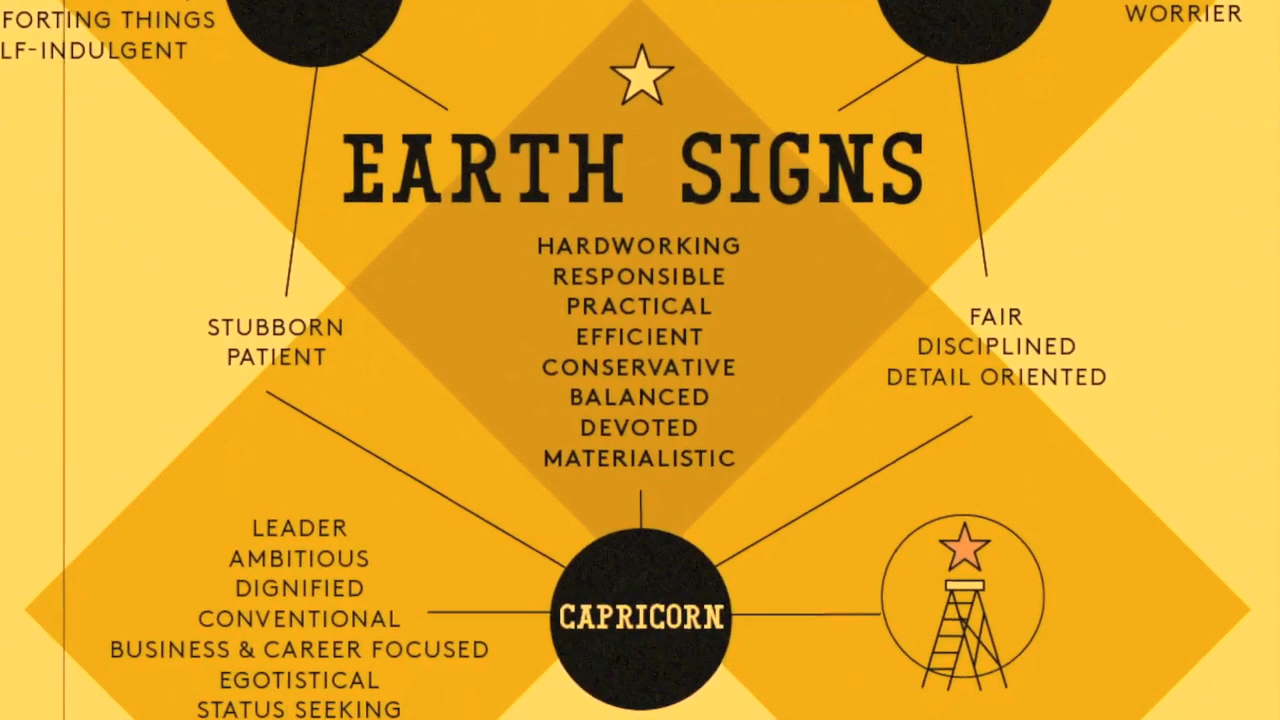 FORTING THINGS
LF-INDULGENT
WORRIER
EARTH SIGNS
HARDWORKING
RESPONSIBLE
PRACTICAL
EFFICIENT
CONSERVATIVE
BALANCED
DEVOTED
MATERIALISTIC
STUBBORN
PATIENT
FAIR
DISCIPLINED
DETAIL ORIENTED
LEADER
AMBITIOUS
DIGNIFIED
CONVENTIONAL
BUSINESS & CAREER FOCUSED
EGOTISTICAL
STATUS SEEKING
CAPRICORN